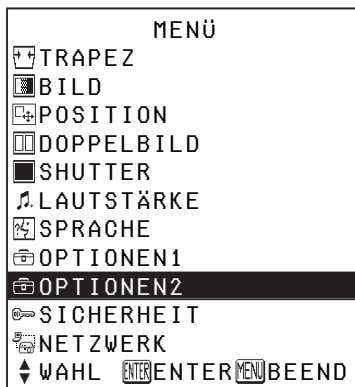 MENÜ
TRAPEZ
BILD
POSITION
DOPPELBILD
SHUTTER
LAUTSTÄRKE
SPRACHE
OPTIONEN1
OPTIONEN2
SICHERHEIT
NETZWERK
WAHL ENTER ENTER MENU BEEND